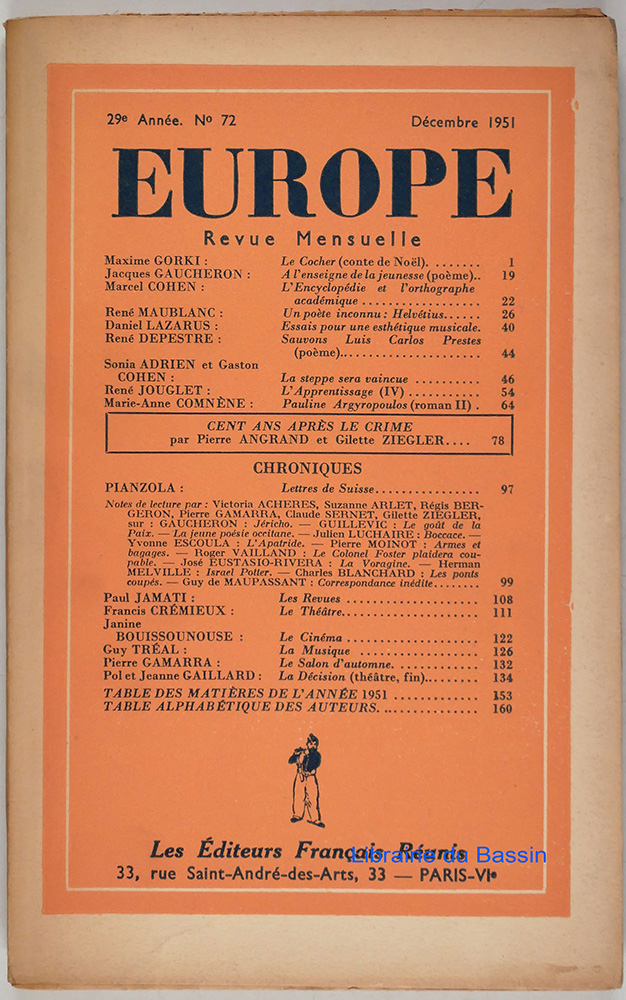 29e Année. No 72 Décembre 1951
EUROPE
Revue Mensuelle
Maxime GORKI : Le Cocher (conte de Noël). ........ 1
Jacques GAUCHERON : A l'enseigne de la jeunesse (poème).. 19
Marcel COHEN : L'Encyclopédie et l'orthographe
académique .................. 22
René MAUBLANC : Un poète inconnu : Helvétius...... 26
Daniel LAZARUS : Essais pour une esthétique musicale. 40
René DEPESTRE : Sauvons Luis Carlos Prestes
(poème)..................... 44
Sonia ADRIEN et Gaston
COHEN : La steppe sera vaincue .......... 46
René JOUGLET : L'Apprentissage (IV) ........... 54
Marie-Anne COMNÈNE : Pauline Argyropoulos (roman II) . 64
CENT ANS APRÈS LE CRIME
par Pierre ANGRAND et Gilette ZIEGLER.... 78
CHRONIQUES
PIANZOLA : Lettres de Suisse................ 97
Notes de lecture par : Victoria ACHERES, Suzanne ARLET, Régis BER-
GERON, Pierre GAMARRA, Claude SERNET, Gilette ZIEGLER,
sur : GAUCHERON : Jéricho. — GUILLEVIC : Le goût de la
Paix. — La jeune poésie occitane. — Julien LUCHAIRE : Boccace. —
Yvonne ESCOULA : L'Apatride. — Pierre MOINOT : Armes et
bagages. — Roger VAILLAND : Le Colonel Foster plaidera cou-
pable. — José EUSTASIO-RIVERA : La Voragine. — Herman
MELVILLE : Israel Potter. — Charles BLANCHARD : Les ponts
coupés. — Guy de MAUPASSANT : Correspondance inédite........ 99
Paul JAMATI : Les Revues .................... 108
Francis CRÉMIEUX : Le Théâtre..................... 111
Janine
BOUISSOUNOUSE : Le Cinéma .................... 122
Guy TRÉAL : La Musique .................. 126
Pierre GAMARRA : Le Salon d'automne. ............ 132
Pol et Jeanne GAILLARD : La Décision (théâtre, fin)......... 134
TABLE DES MATIÈRES DE L'ANNÉE 1951 ............. 153
TABLE ALPHABÉTIQUE DES AUTEURS. ............... 160
Les Éditeurs Français Réunis
Librairie du Bassin
33, rue Saint-André-des-Arts, 33 — PARIS-VIe